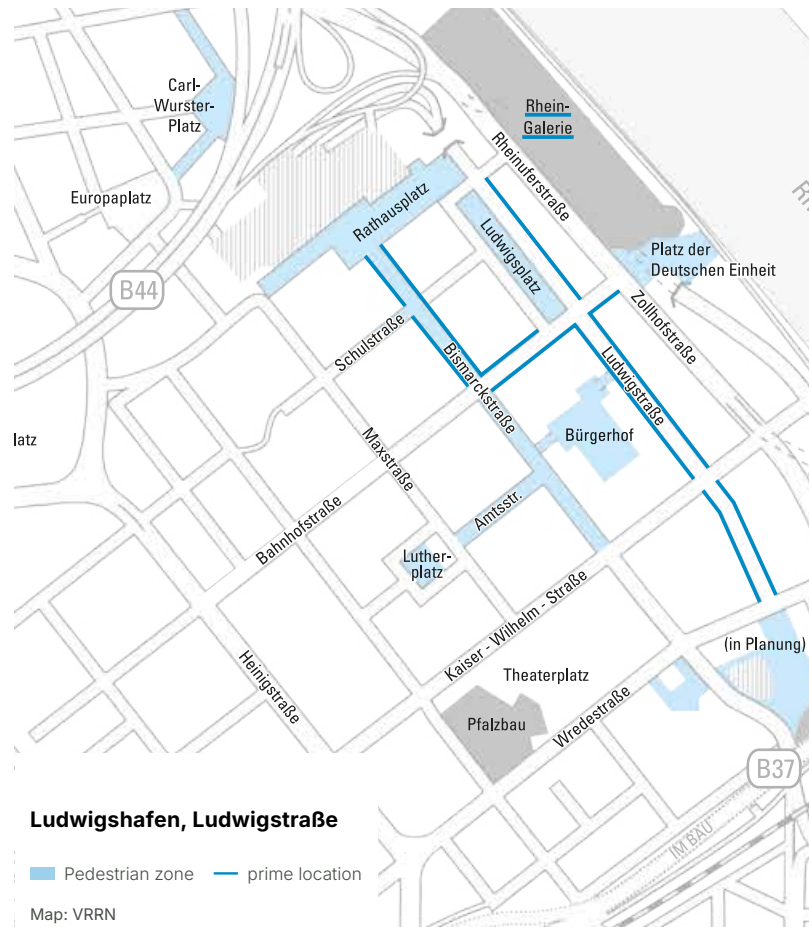 Carl-
Wurster-
Platz
Rhein-
Galerie
Rheinuferstraße
Europaplatz
Rathausplatz
Ludwigsplatz
Platz der
Deutschen Einheit
B44
Zollhofstraße
Schulstraße
Bismarckstraße
Ludwigstraße
latz
Maxstraße
Bürgerhof
Bahnhofstraße
Amtsstr.
Luther-
platz
Kaiser - Wilhelm - Straße
(in Planung)
Heinigstraße
Theaterplatz
Wredestraße
Pfalzbau
B37
IM BAU
Ludwigshafen, Ludwigstraße
Pedestrian zone
prime location
Map: VRRN